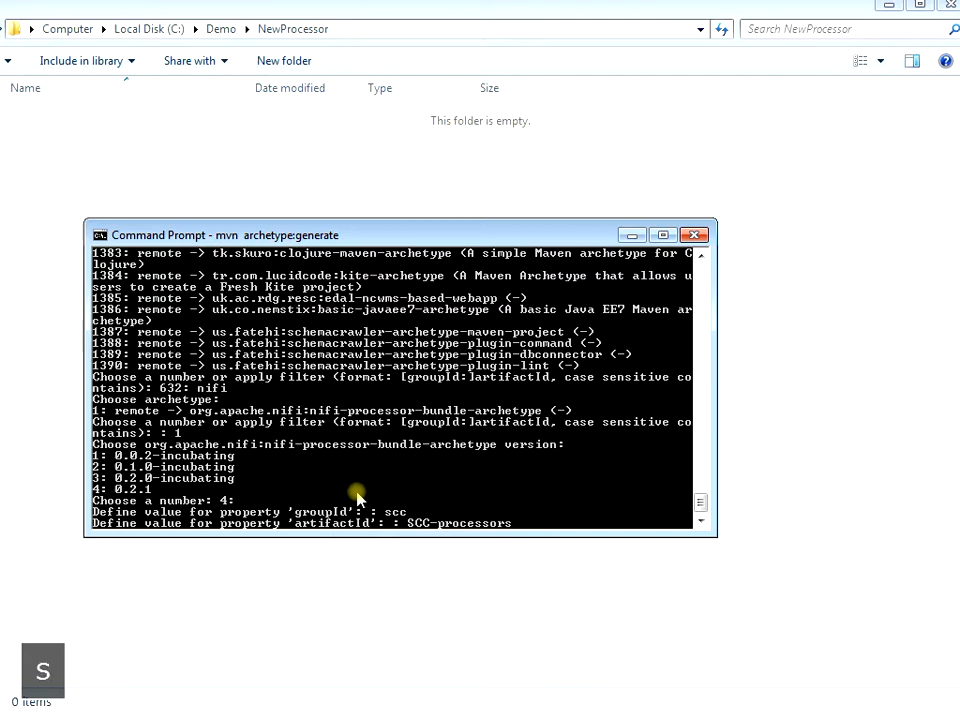 Computer Local Disk (C:) Demo NewProcessor Search NewProcessor
Include in library Share with New folder
Name Date modified Type Size
This folder is empty.
Command Prompt - mvn archetype:generate
1383: remote -> tk.skuro:clojure-maven-archetype (A simple Maven archetype for C
lojure)
1384: remote -> tr.com.lucidcode:kite-archetype (A Maven Archetype that allows u
sers to create a Fresh Kite project)
1385: remote -> uk.ac.rdg.resc:edal-ncwms-based-webapp (-)
1386: remote -> uk.co.nemstix:basic-javaee7-archetype (A basic Java EE7 Maven ar
chetype)
1387: remote -> us.fatehi:schemacrawler-archetype-maven-project (-)
1388: remote -> us.fatehi:schemacrawler-archetype-plugin-command (-)
1389: remote -> us.fatehi:schemacrawler-archetype-plugin-dbconnector (-)
1390: remote -> us.fatehi:schemacrawler-archetype-plugin-lint (-)
Choose a number or apply filter (format: [groupId:]artifactId, case sensitive co
ntains): 632: nifi
Choose archetype:
1: remote -> org.apache.nifi:nifi-processor-bundle-archetype (-)
Choose a number or apply filter (format: [groupId:]artifactId, case sensitive co
ntains): : 1
Choose org.apache.nifi:nifi-processor-bundle-archetype version:
1: 0.0.2-incubating
2: 0.1.0-incubating
3: 0.2.0-incubating
4: 0.2.1
Choose a number: 4:
Define value for property 'groupId': : scc
Define value for property 'artifactId': : SCC-processors
S
0 items